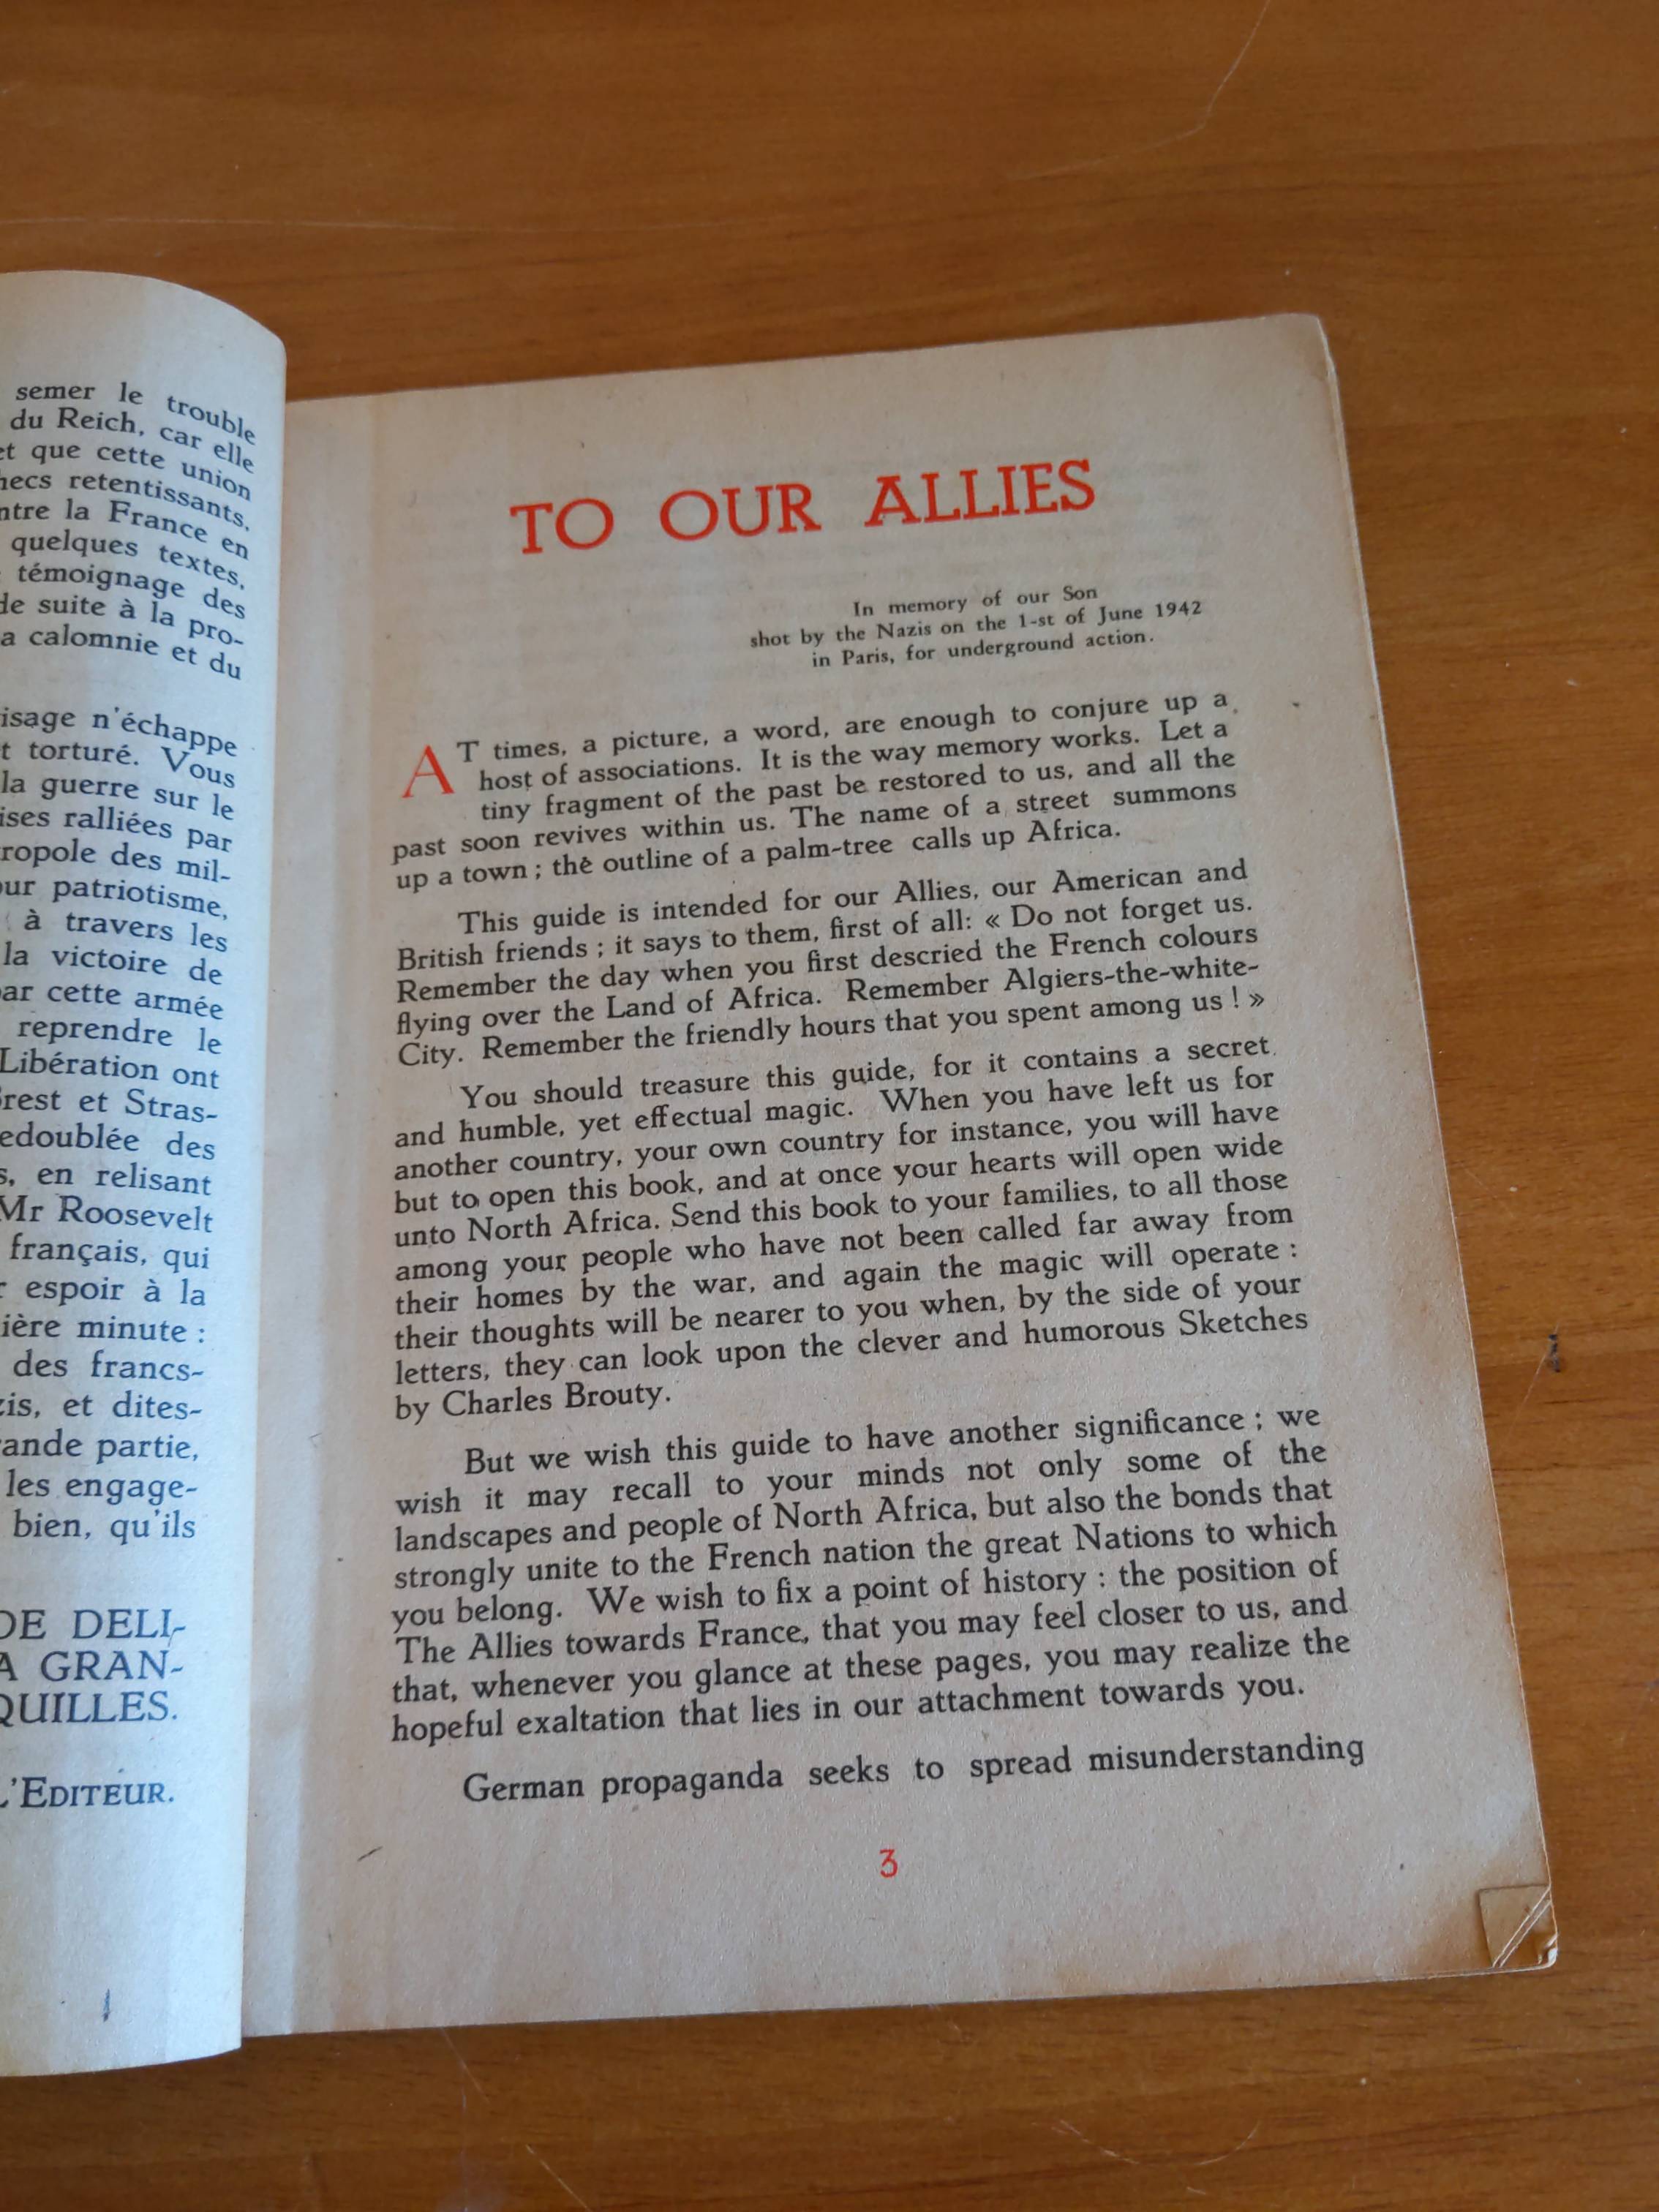 semer le trouble
du Reich, car elle
et que cette union
hecs retentissants,
ntre la France en
quelques textes,
témoignage des
de suite à la pro-
a calomnie et du
isage n'échappe
t torturé. Vous
la guerre sur le
ises ralliées par
ropole des mil-
ur patriotisme,
à travers les
la victoire de
ar cette armée
reprendre le
Libération ont
rest et Stras-
edoublée des
s, en relisant
Mr Roosevelt
français, qui
r espoir à la
ière minute :
des francs-
zis, et dites-
ande partie,
les engage-
bien, qu'ils
DE DELI-
A GRAN-
QUILLES.
L'EDITEUR.
TO OUR ALLIES
In memory of our Son
shot by the Nazis on the 1-st of June 1942
in Paris, for underground action.
AT times, a picture, a word, are enough to conjure up a
host of associations. It is the way memory works. Let a
tiny fragment of the past be restored to us, and all the
past soon revives within us. The name of a street summons
up a town ; the outline of a palm-tree calls up Africa.
This guide is intended for our Allies, our American and
British friends ; it says to them, first of all: « Do not forget us.
Remember the day when you first descried the French colours
flying over the Land of Africa. Remember Algiers-the-white-
City. Remember the friendly hours that you spent among us ! »
You should treasure this guide, for it contains a secret
and humble, yet effectual magic. When you have left us for
another country, your own country for instance, you will have
but to open this book, and at once your hearts will open wide
unto North Africa. Send this book to your families, to all those
among your people who have not been called far away from
their homes by the war, and again the magic will operate :
their thoughts will be nearer to you when, by the side of your
letters, they can look upon the clever and humorous Sketches
by Charles Brouty.
But we wish this guide to have another significance ; we
wish it may recall to your minds not only some of the
landscapes and people of North Africa, but also the bonds that
strongly unite to the French nation the great Nations to which
you belong. We wish to fix a point of history : the position of
The Allies towards France, that you may feel closer to us, and
that, whenever you glance at these pages, you may realize the
hopeful exaltation that lies in our attachment towards you.
German propaganda seeks to spread misunderstanding
3